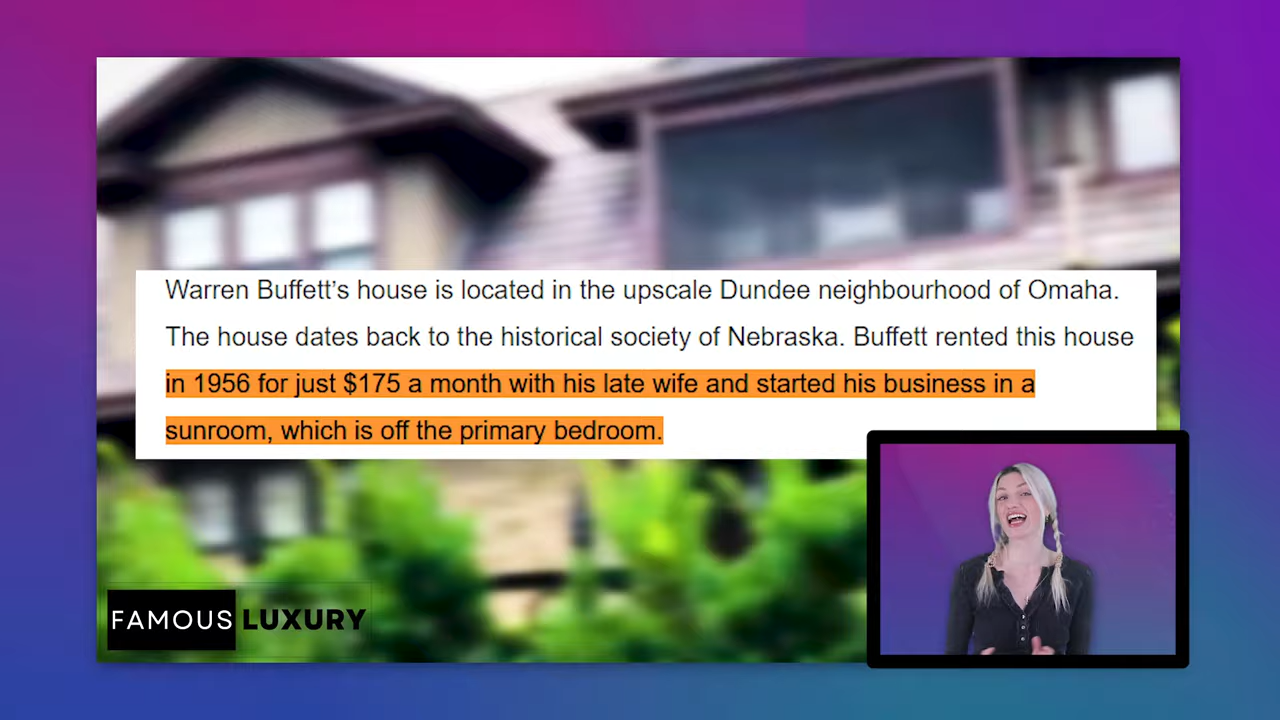 Warren Buffett’s house is located in the upscale Dundee neighbourhood of Omaha.
The house dates back to the historical society of Nebraska. Buffett rented this house
in 1956 for just $175 a month with his late wife and started his business in a
sunroom, which is off the primary bedroom.
FAMOUS LUXURY